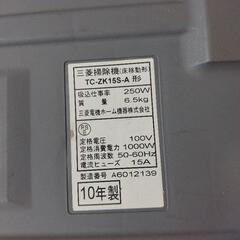 三菱掃除機(床移動形)
TC-ZK15S-A 形
吸込仕事率 250W
質量 6.5kg
三菱電機ホーム機器株式会社
PSE
定格電圧 100V
定格消費電力 1000W
定格周波数 50-60Hz
電流ヒューズ 15A
製造番号 A6012139
10年製